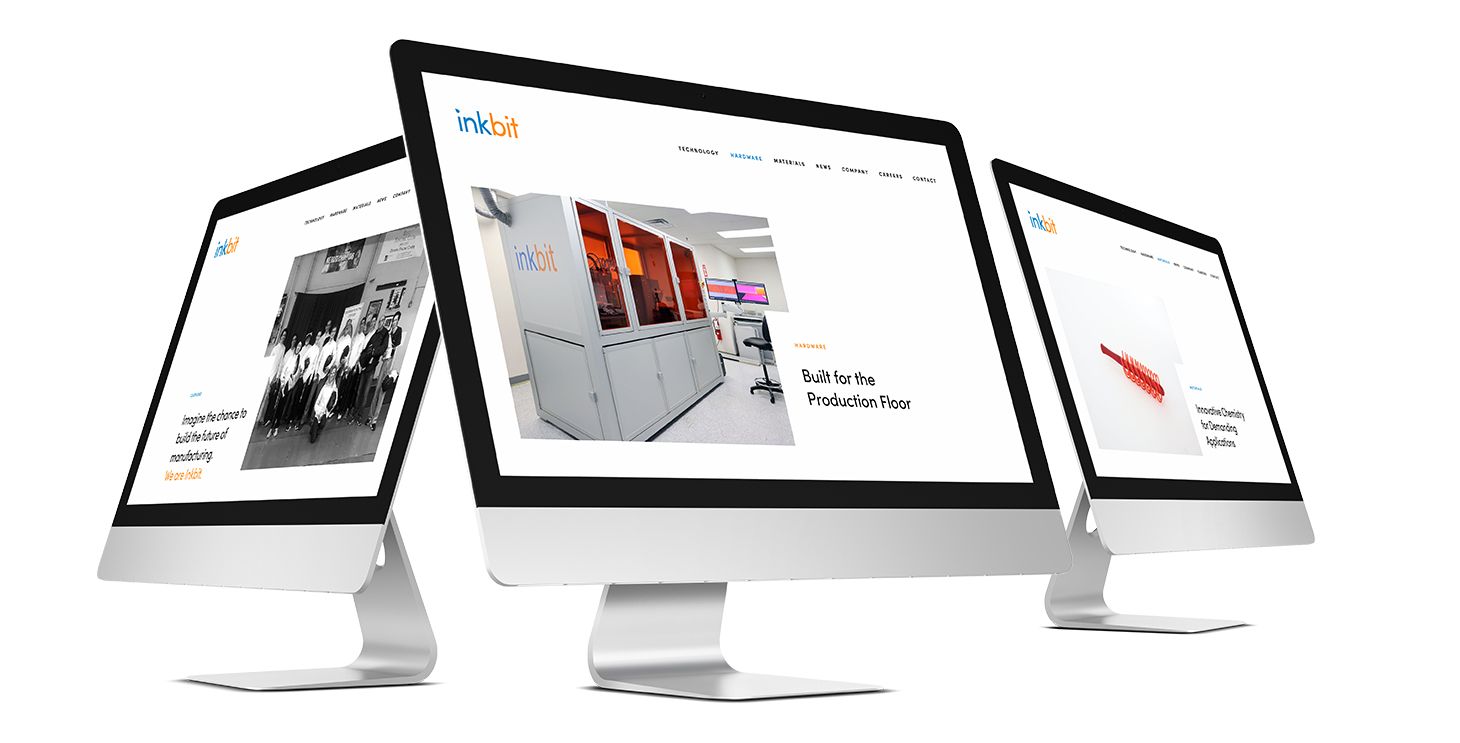 inkbit
TECHNOLOGY HARDWARE MATERIALS NEWS COMPANY
COMPANY
Imagine the chance to
build the future of
manufacturing.
We are Inkbit.
inkbit
TECHNOLOGY HARDWARE MATERIALS NEWS COMPANY CAREERS CONTACT
inkbit
HARDWARE
Built for the
Production Floor
inkbit
TECHNOLOGY HARDWARE MATERIALS NEWS COMPANY CAREERS CONTACT
MATERIALS
Innovative Chemistry
for Demanding
Applications